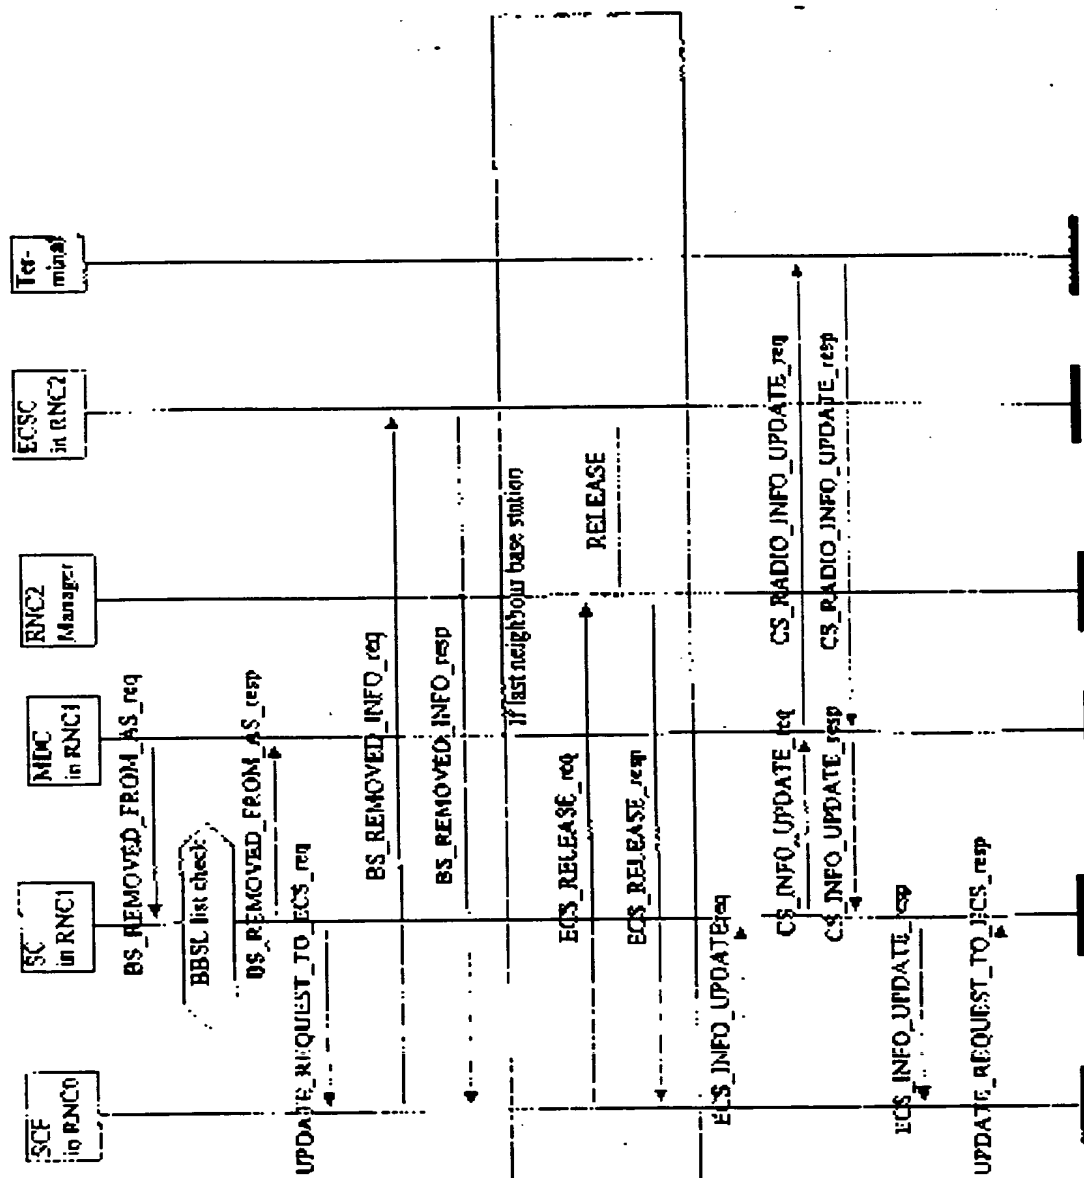 SCF
in RNC0
SC
in RNC1
MDC
in RNC1
RNC2
Manager
ECSC
in RNC2
Ter-
minal
BS_REMOVED_FROM_AS_req
BBSL list check
BS_REMOVED_FROM_AS_resp
UPDATE_REQUEST_TO_ECS_req
BS_REMOVED_INFO_req
BS_REMOVED_INFO_resp
If last neighbour base station
ECS_RELEASE_req
RELEASE
ECS_RELEASE_resp
ECS_INFO_UPDATE_req
CS_INFO_UPDATE_req
CS_RADIO_INFO_UPDATE_req
CS_INFO_UPDATE_resp
CS_RADIO_INFO_UPDATE_resp
ECS_INFO_UPDATE_resp
UPDATE_REQUEST_TO_ECS_resp